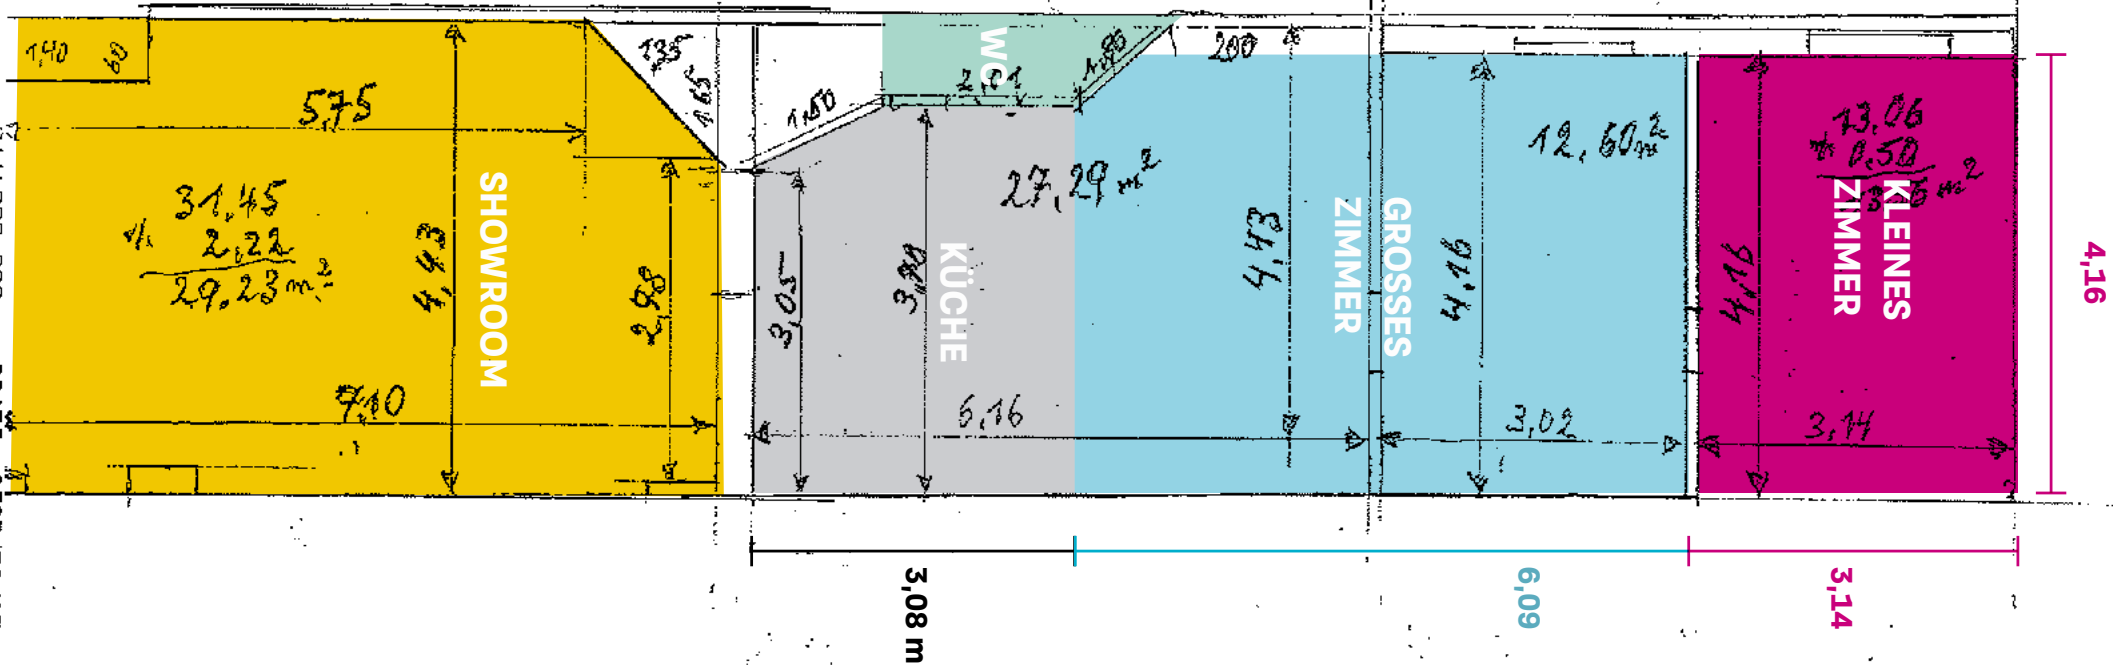 1,40
60
5,75
31,45
2,22
29,23 m²
4,43
SHOWROOM
7,10
1,35
1,65
2,98
1,50
WC
2,01
1,50
200
3,05
KÜCHE
27,29 m²
6,16
4,43
GROSSES
ZIMMER
12,60 m²
4,16
3,02
13,06
0,50
m²
KLEINES
ZIMMER
4,16
3,14
4,16
3,08 m
6,09
3,14